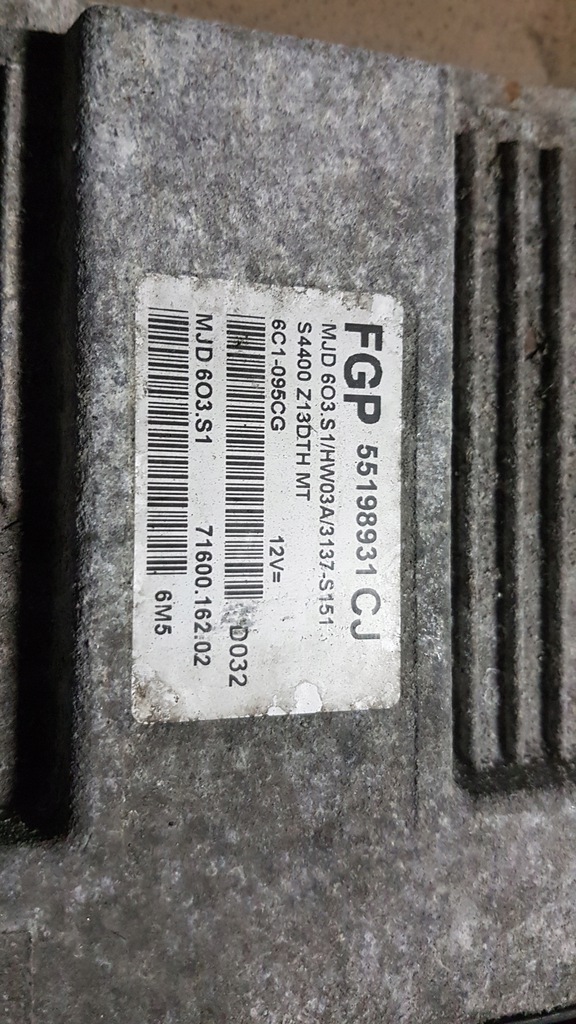 FGP 55198931 CJ
MJD 6O3.S1/HW03A/3137-S151
S4400 Z13DTH MT
6C1-095CG 12V=
D032
MJD 6O3.S1 71600.162.02
6M5